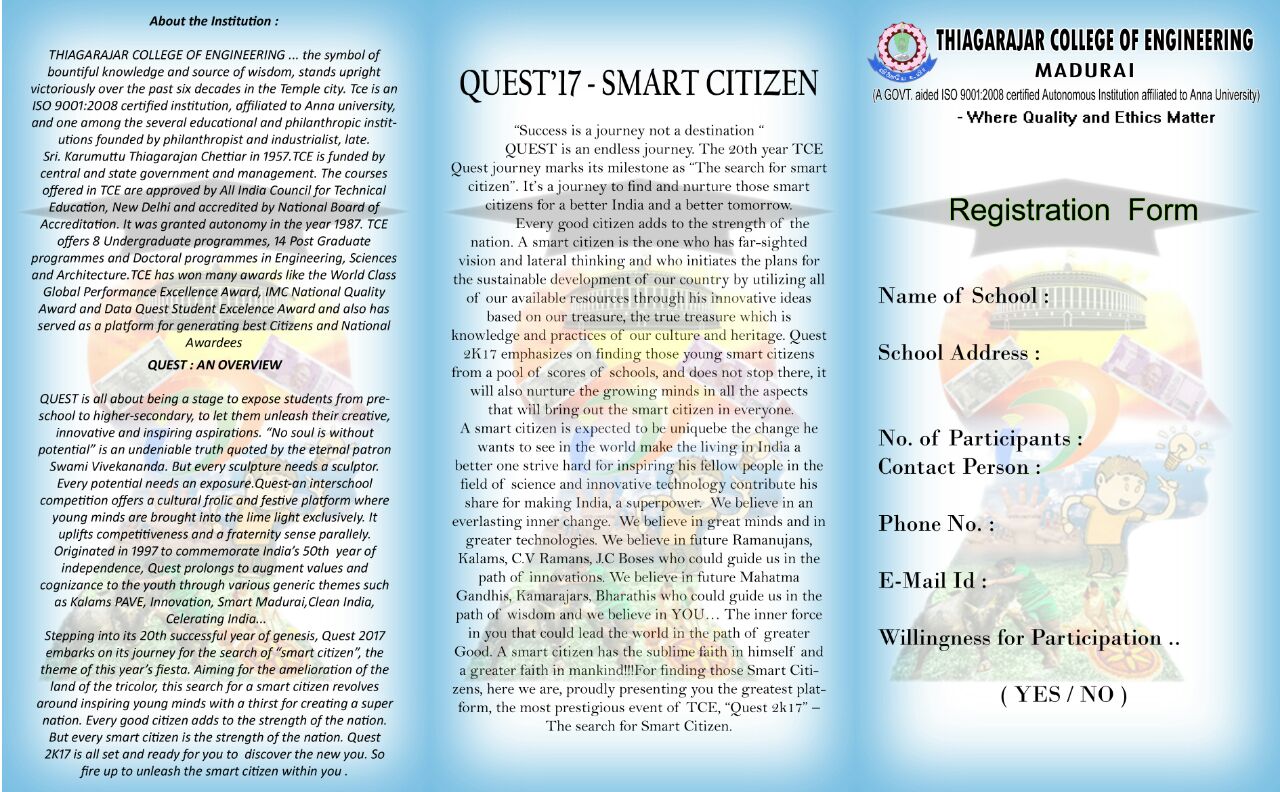 About the Institution :
THIAGARAJAR COLLEGE OF ENGINEERING ... the symbol of
bountiful knowledge and source of wisdom, stands upright
victoriously over the past six decades in the Temple city. Tce is an
ISO 9001:2008 certified institution, affiliated to Anna university,
and one among the several educational and philanthropic instit-
utions founded by philanthropist and industrialist, late.
Sri. Karumuttu Thiagarajan Chettiar in 1957.TCE is funded by
central and state government and management. The courses
offered in TCE are approved by All India Council for Technical
Education, New Delhi and accredited by National Board of
Accreditation. It was granted autonomy in the year 1987. TCE
offers 8 Undergraduate programmes, 14 Post Graduate
programmes and Doctoral programmes in Engineering, Sciences
and Architecture.TCE has won many awards like the World Class
Global Performance Excellence Award, IMC National Quality
Award and Data Quest Student Excelence Award and also has
served as a platform for generating best Citizens and National
Awardees
QUEST : AN OVERVIEW
QUEST is all about being a stage to expose students from pre-
school to higher-secondary, to let them unleash their creative,
innovative and inspiring aspirations. “No soul is without
potential” is an undeniable truth quoted by the eternal patron
Swami Vivekananda. But every sculpture needs a sculptor.
Every potential needs an exposure.Quest-an interschool
competition offers a cultural frolic and festive platform where
young minds are brought into the lime light exclusively. It
uplifts competitiveness and a fraternity sense parallely.
Originated in 1997 to commemorate India’s 50th year of
independence, Quest prolongs to augment values and
cognizance to the youth through various generic themes such
as Kalams PAVE, Innovation, Smart Madurai,Clean India,
Celerating India...
Stepping into its 20th successful year of genesis, Quest 2017
embarks on its journey for the search of “smart citizen”, the
theme of this year’s fiesta. Aiming for the amelioration of the
land of the tricolor, this search for a smart citizen revolves
around inspiring young minds with a thirst for creating a super
nation. Every good citizen adds to the strength of the nation.
But every smart citizen is the strength of the nation. Quest
2K17 is all set and ready for you to discover the new you. So
fire up to unleash the smart citizen within you .
QUEST’17 - SMART CITIZEN
“Success is a journey not a destination “
QUEST is an endless journey. The 20th year TCE
Quest journey marks its milestone as “The search for smart
citizen”. It’s a journey to find and nurture those smart
citizens for a better India and a better tomorrow.
Every good citizen adds to the strength of the
nation. A smart citizen is the one who has far-sighted
vision and lateral thinking and who initiates the plans for
the sustainable development of our country by utilizing all
of our available resources through his innovative ideas
based on our treasure, the true treasure which is
knowledge and practices of our culture and heritage. Quest
2K17 emphasizes on finding those young smart citizens
from a pool of scores of schools, and does not stop there, it
will also nurture the growing minds in all the aspects
that will bring out the smart citizen in everyone.
A smart citizen is expected to be uniquebe the change he
wants to see in the world make the living in India a
better one strive hard for inspiring his fellow people in the
field of science and innovative technology contribute his
share for making India, a superpower. We believe in an
everlasting inner change. We believe in great minds and in
greater technologies. We believe in future Ramanujans,
Kalams, C.V Ramans, J.C Boses who could guide us in the
path of innovations. We believe in future Mahatma
Gandhis, Kamarajars, Bharathis who could guide us in the
path of wisdom and we believe in YOU… The inner force
in you that could lead the world in the path of greater
Good. A smart citizen has the sublime faith in himself and
a greater faith in mankind!!!For finding those Smart Citi-
zens, here we are, proudly presenting you the greatest plat-
form, the most prestigious event of TCE, “Quest 2k17” –
The search for Smart Citizen.
THIAGARAJAR COLLEGE OF ENGINEERING
MADURAI
(A GOVT. aided ISO 9001:2008 certified Autonomous Institution affiliated to Anna University)
- Where Quality and Ethics Matter
Registration Form
Name of School :
School Address :
No. of Participants :
Contact Person :
Phone No. :
E-Mail Id :
Willingness for Participation ..
( YES / NO )